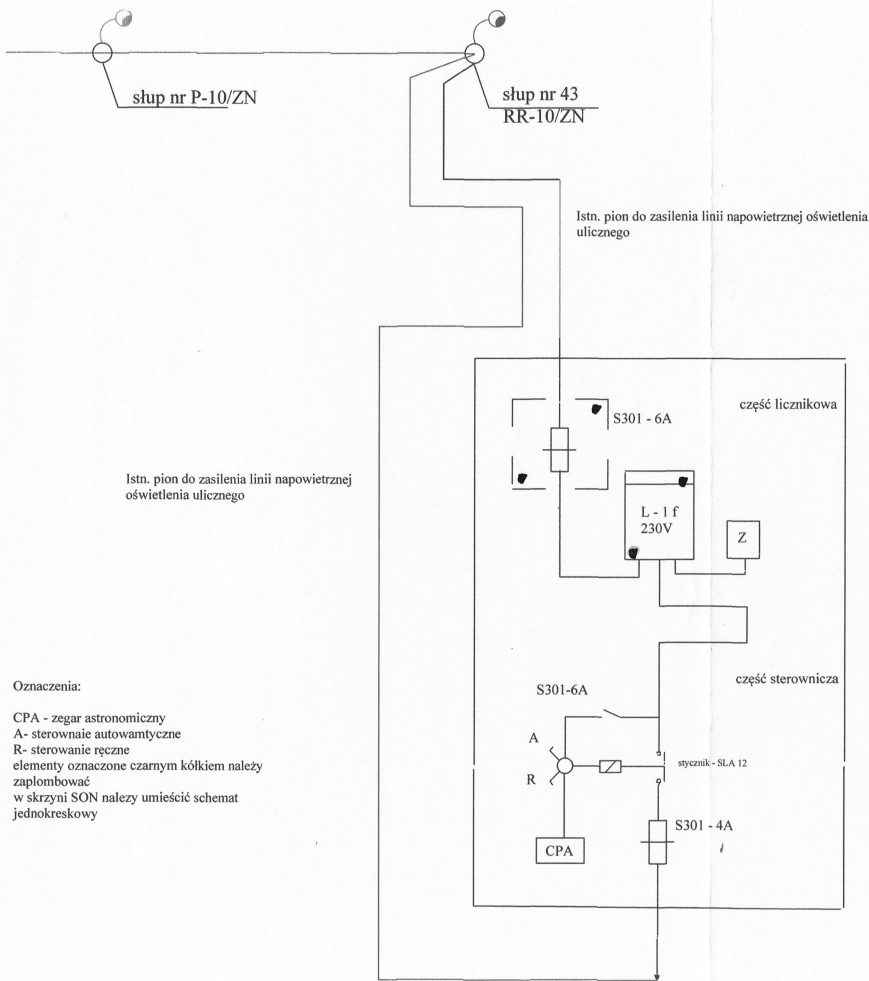 słup nr P-10/ZN
słup nr 43
RR-10/ZN
Istn. pion do zasilenia linii napowietrznej oświetlenia
ulicznego
część licznikowa
S301 - 6A
Istn. pion do zasilenia linii napowietrznej
oświetlenia ulicznego
L - 1 f
230V
Z
część sterownicza
Oznaczenia:
CPA - zegar astronomiczny
A- sterownaie autowamtyczne
R- sterowanie ręczne
elementy oznaczone czarnym kółkiem należy
zaplombować
w skrzyni SON nalezy umieścić schemat
jednokreskowy
S301-6A
A
R
stycznik - SLA 12
S301 - 4A
CPA